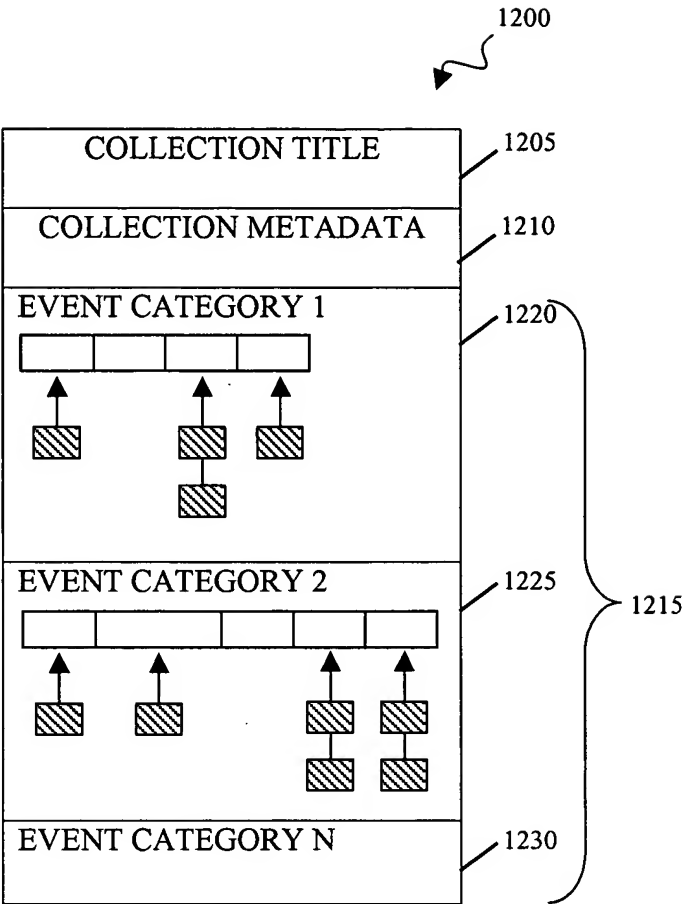 1200
COLLECTION TITLE
1205
COLLECTION METADATA
1210
EVENT CATEGORY 1
1220
EVENT CATEGORY 2
1225
1215
EVENT CATEGORY N
1230